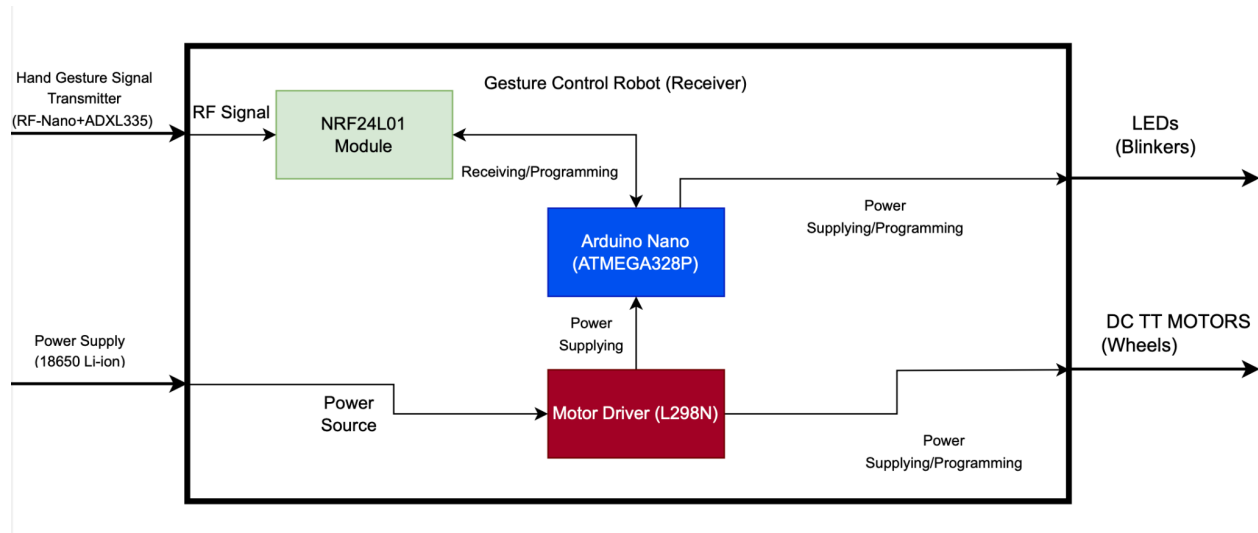 Gesture Control Robot (Receiver)
Hand Gesture Signal
Transmitter
(RF-Nano+ADXL335)
RF Signal
NRF24L01
Module
Receiving/Programming
LEDs
(Blinkers)
Power
Supplying/Programming
Arduino Nano
(ATMEGA328P)
Power
Supplying
Power Supply
(18650 Li-ion)
Power
Source
Motor Driver (L298N)
DC TT MOTORS
(Wheels)
Power
Supplying/Programming